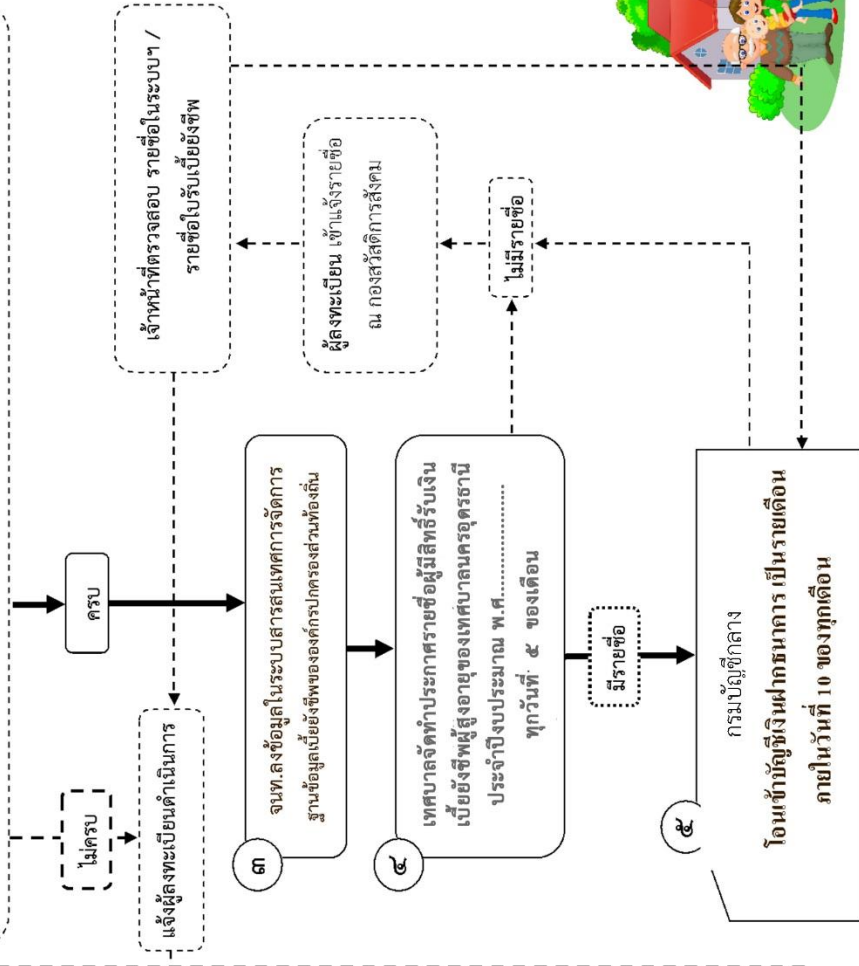 ครบ
ไม่ครบ
แจ้งผู้ลงทะเบียนดำเนินการ
เจ้าหน้าที่ตรวจสอบ รายชื่อในระบบฯ /
รายชื่อใบรับเบี้ยยังชีพ
๓
จนท.ลงข้อมูลในระบบสารสนเทศการจัดการ
ฐานข้อมูลเบี้ยยังชีพขององค์กรปกครองส่วนท้องถิ่น
ผู้ลงทะเบียน เข้าแจ้งรายชื่อ
ณ กองสวัสดิการสังคม
๔
เทศบาลจัดทำประกาศรายชื่อผู้มีสิทธิ์รับเงิน
เบี้ยยังชีพผู้สูงอายุของเทศบาลนครอุดรธานี
ประจำปีงบประมาณ พ.ศ.....................
ทุกวันที่ ๕ ของเดือน
ไม่มีรายชื่อ
มีรายชื่อ
๕
กรมบัญชีกลาง
โอนเข้าบัญชีเงินฝากธนาคาร เป็นรายเดือน
ภายในวันที่ 10 ของทุกเดือน